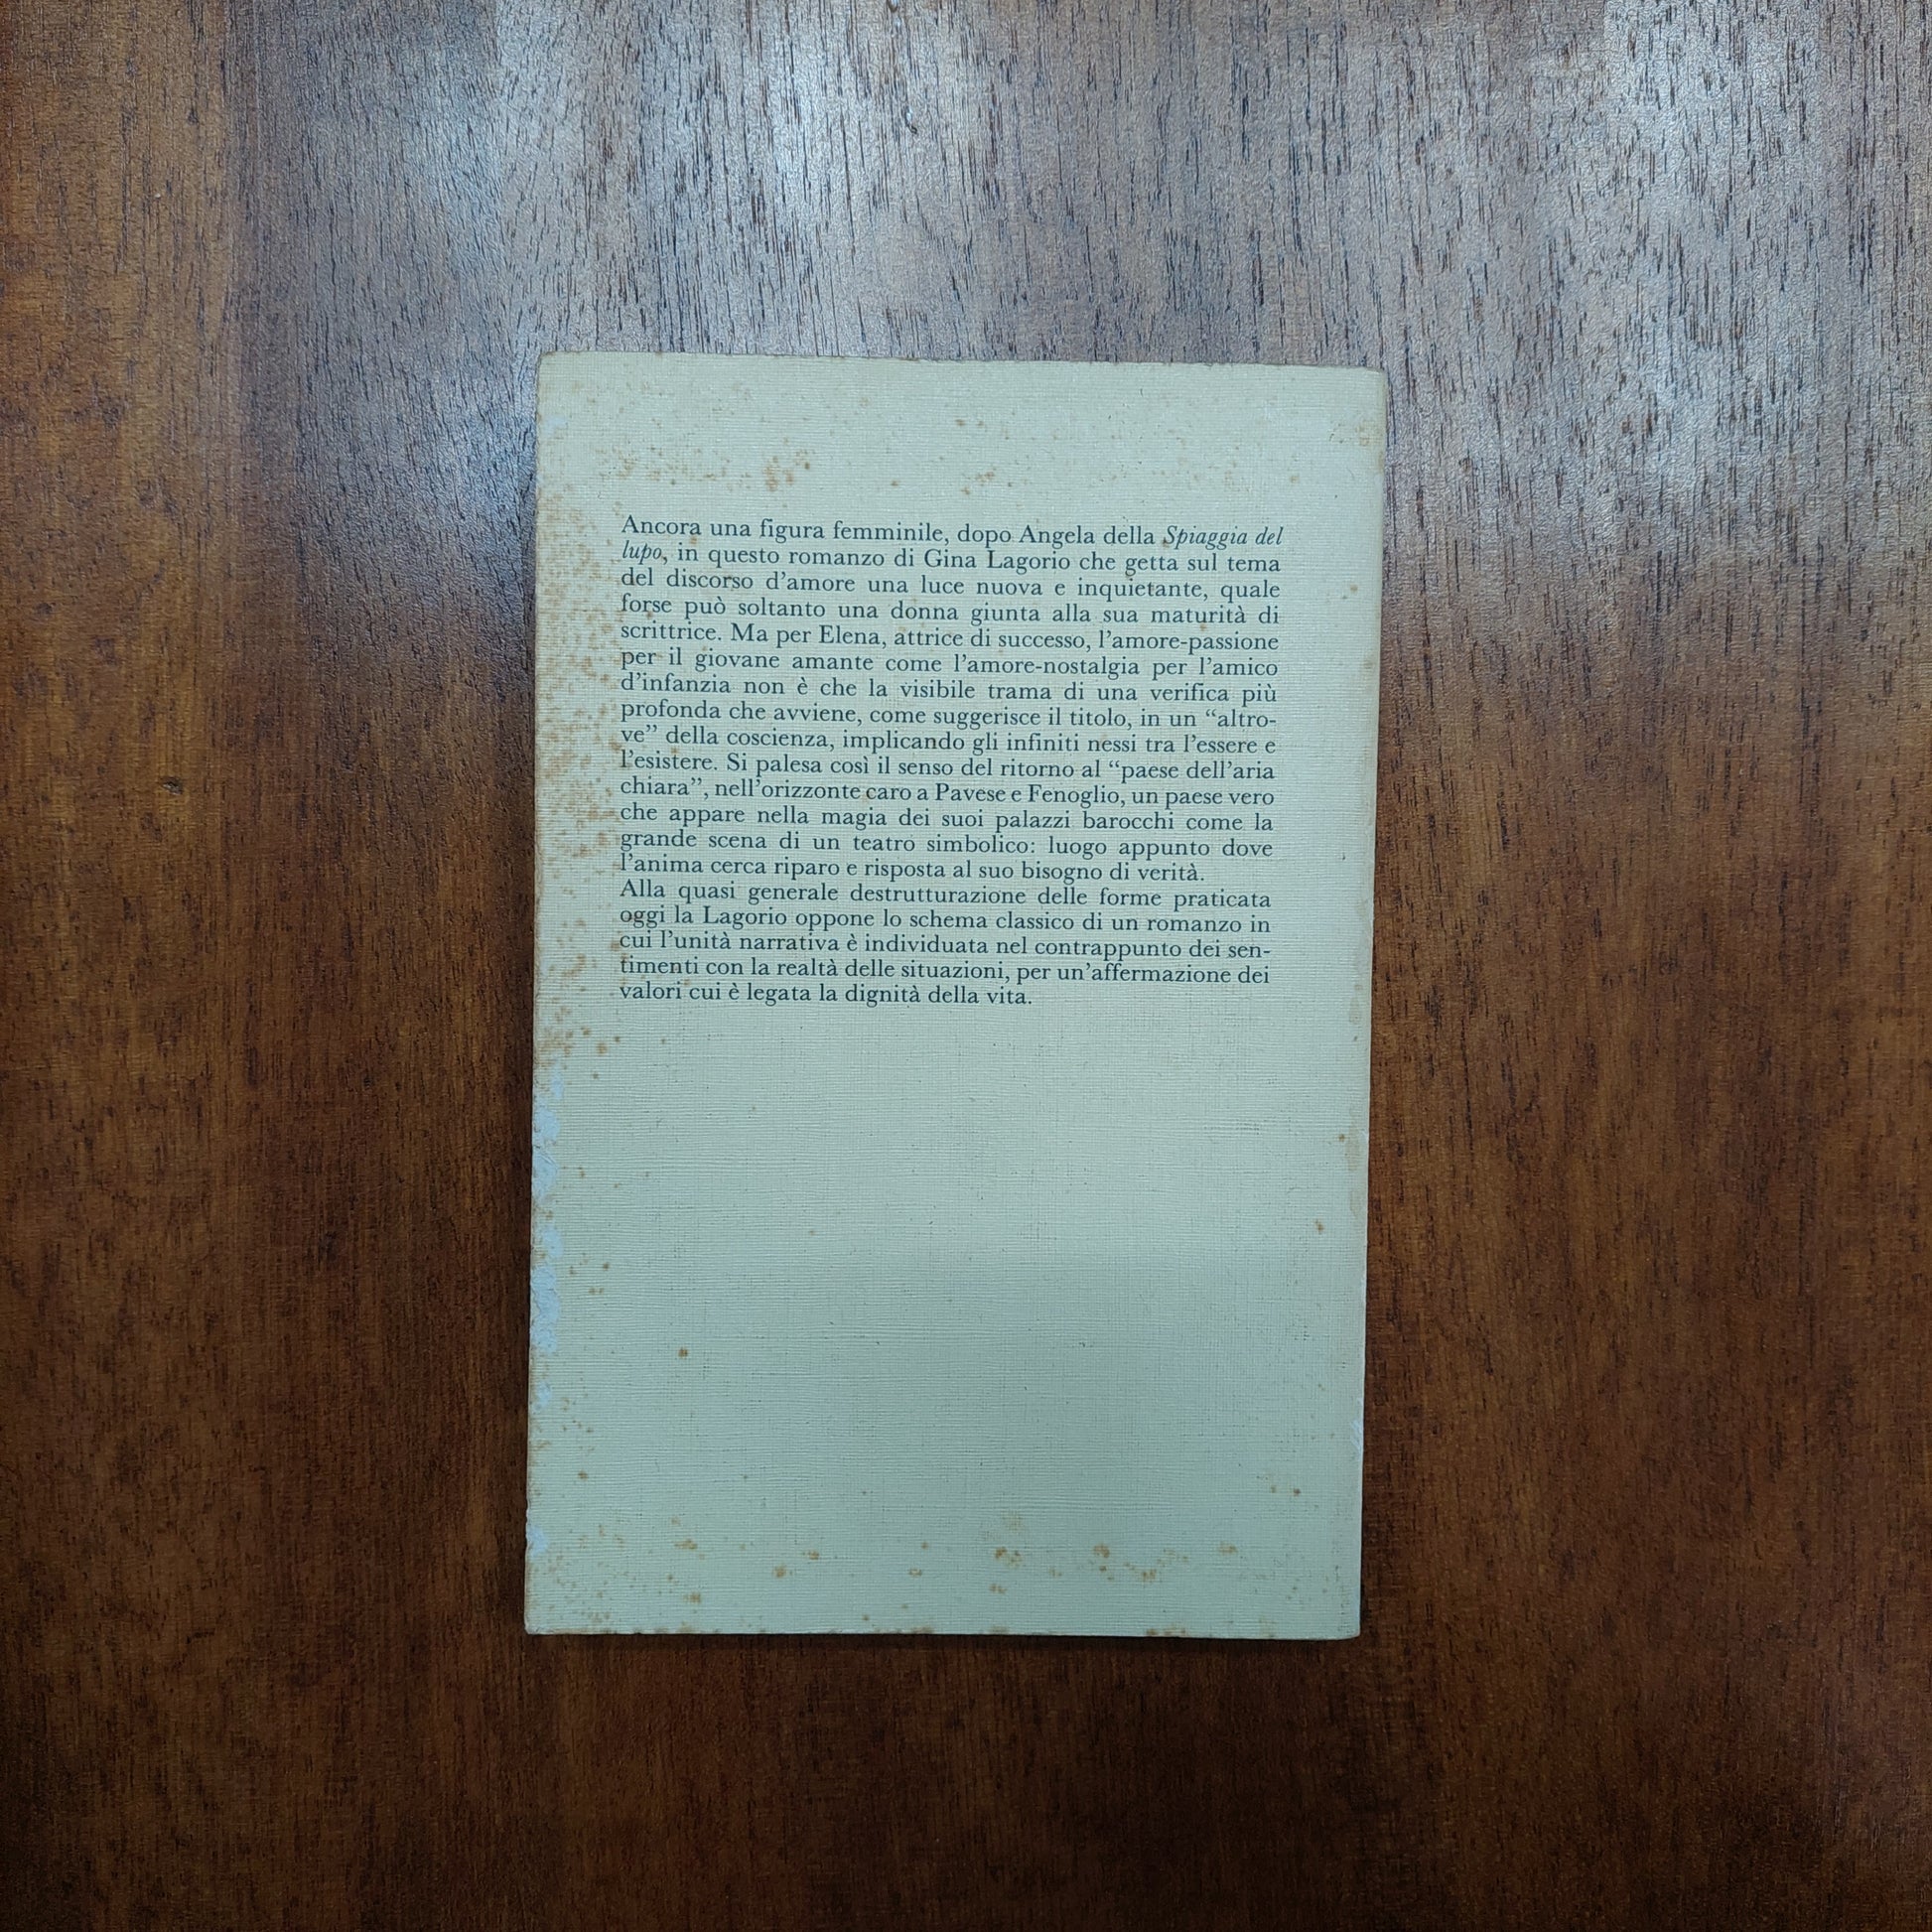 Ancora una figura femminile, dopo Angela della Spiaggia del
lupo, in questo romanzo di Gina Lagorio che getta sul tema
del discorso d’amore una luce nuova e inquietante, quale
forse può soltanto una donna giunta alla sua maturità di
scrittrice. Ma per Elena, attrice di successo, l’amore-passione
per il giovane amante come l’amore-nostalgia per l’amico
d’infanzia non è che la visibile trama di una verifica più
profonda che avviene, come suggerisce il titolo, in un “altro-
ve” della coscienza, implicando gli infiniti nessi tra l’essere e
l’esistere. Si palesa così il senso del ritorno al “paese dell’aria
chiara”, nell’orizzonte caro a Pavese e Fenoglio, un paese vero
che appare nella magia dei suoi palazzi barocchi come la
grande scena di un teatro simbolico: luogo appunto dove
l’anima cerca riparo e risposta al suo bisogno di verità.
Alla quasi generale destrutturazione delle forme praticata
oggi la Lagorio oppone lo schema classico di un romanzo in
cui l’unità narrativa è individuata nel contrappunto dei sen-
timenti con la realtà delle situazioni, per un’affermazione dei
valori cui è legata la dignità della vita.